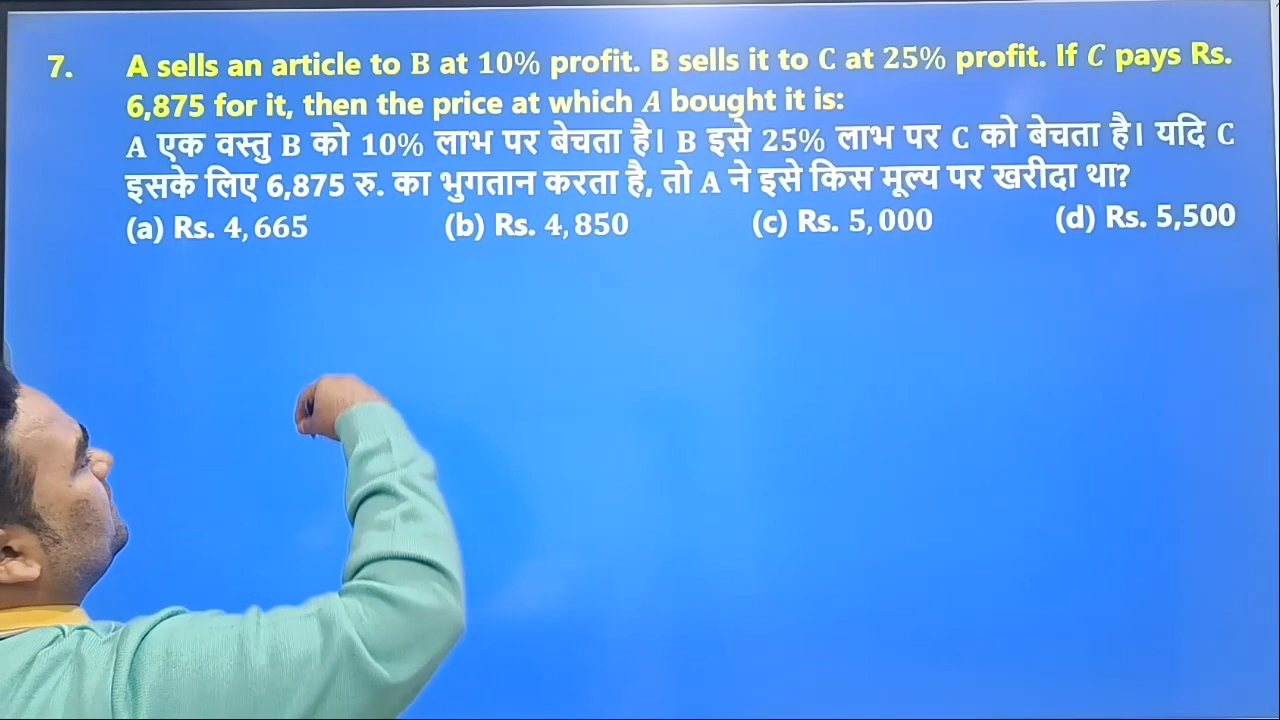 7. A sells an article to B at 10% profit. B sells it to C at 25% profit. If C pays Rs.
6,875 for it, then the price at which A bought it is:
A एक वस्तु B को 10% लाभ पर बेचता है। B इसे 25% लाभ पर C को बेचता है। यदि C
इसके लिए 6,875 रु. का भुगतान करता है, तो A ने इसे किस मूल्य पर खरीदा था?
(a) Rs. 4,665 (b) Rs. 4,850 (c) Rs. 5,000 (d) Rs. 5,500